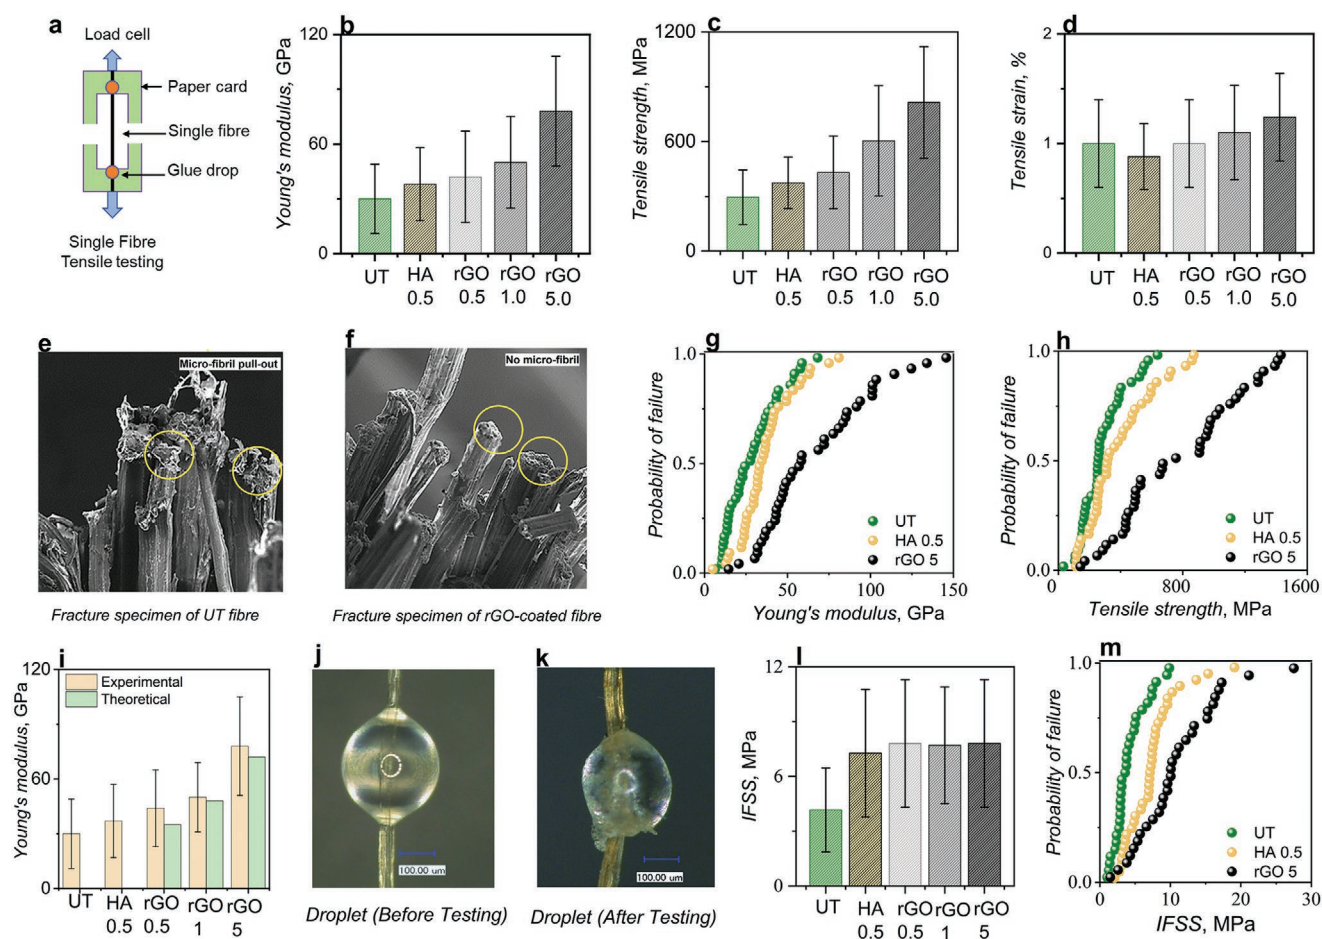 a
Load cell
Paper card
Single fibre
Glue drop
Single Fibre
Tensile testing
b
Young's modulus, GPa
120
60
0
UT
HA
0.5
rGO
0.5
rGO
1.0
rGO
5.0
c
Tensile strength, MPa
1200
600
0
UT
HA
0.5
rGO
0.5
rGO
1.0
rGO
5.0
d
Tensile strain, %
2
1
0
UT
HA
0.5
rGO
0.5
rGO
1.0
rGO
5.0
e
Micro-fibril pull-out
Fracture specimen of UT fibre
f
No micro-fibril
Fracture specimen of rGO-coated fibre
g
Probability of failure
1.0
0.5
0.0
UT
HA 0.5
rGO 5
0
50
100
150
Young's modulus, GPa
h
Probability of failure
1.0
0.5
0.0
UT
HA 0.5
rGO 5
0
800
1600
Tensile strength, MPa
i
Young's modulus, GPa
120
60
0
Experimental
Theoretical
UT
HA
0.5
rGO
0.5
rGO
1
rGO
5
j
100.00 um
Droplet (Before Testing)
k
100.00 um
Droplet (After Testing)
l
IFSS, MPa
12
6
0
UT
HA
0.5
rGO
0.5
rGO
1
rGO
5
m
Probability of failure
1.0
0.5
0.0
UT
HA 0.5
rGO 5
0
10
20
30
IFSS, MPa